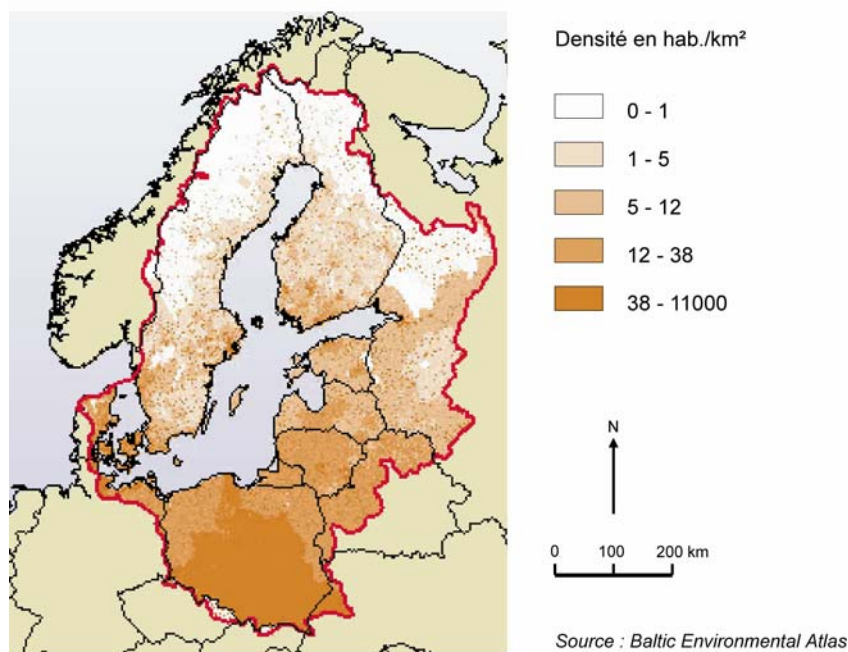 Densité en hab./km²
0 - 1
1 - 5
5 - 12
12 - 38
38 - 11000
N
0 100 200 km
Source : Baltic Environmental Atlas